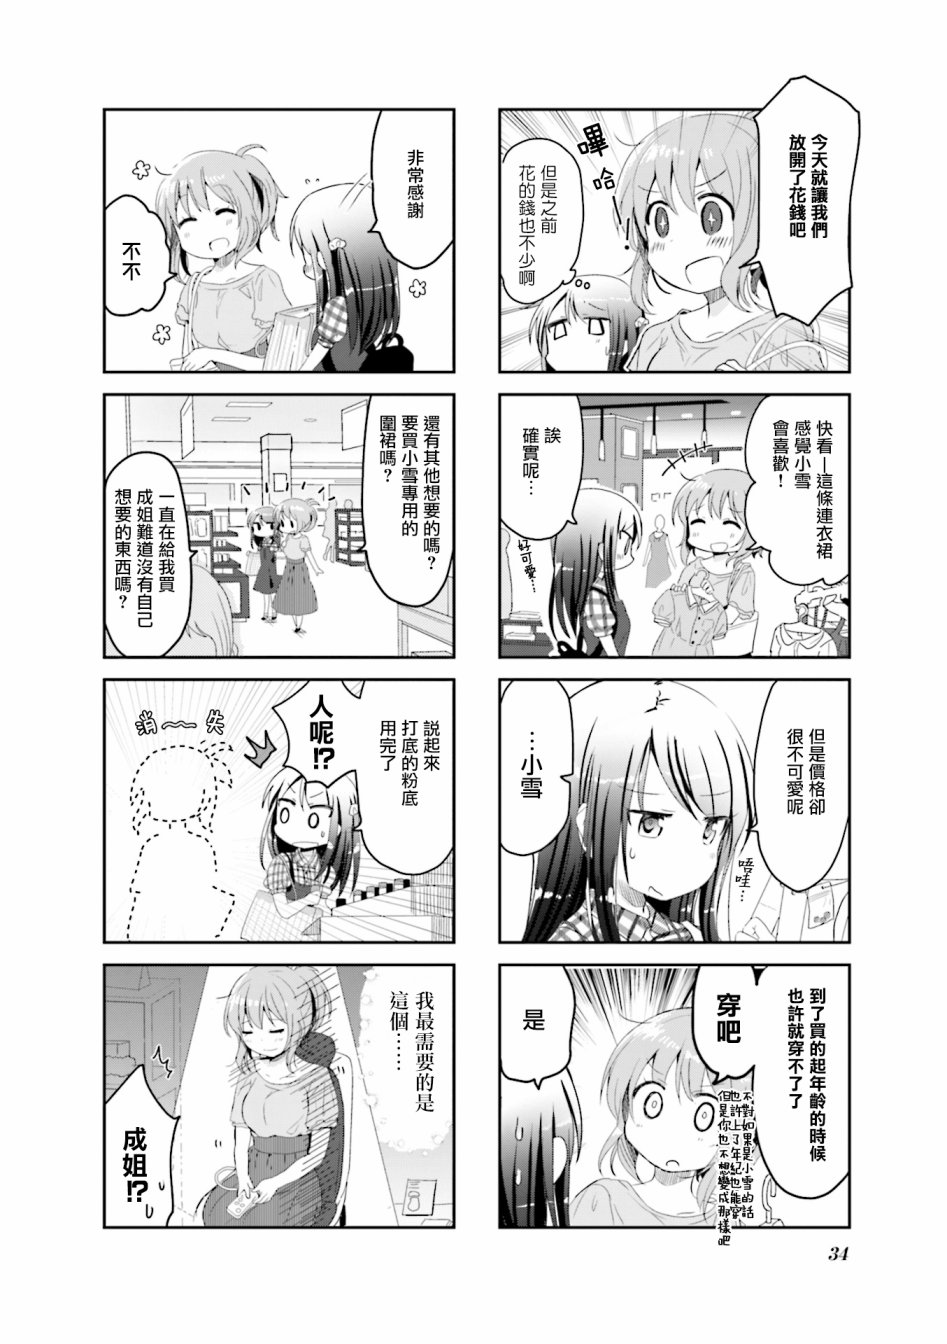 今天就讓我們
放開了花錢吧
嗶
哈
！
但是之前
花的錢也不少啊
快看—這條連衣裙
感覺小雪
會喜歡！
誒
確實呢…
好可愛…
但是價格卻
很不可愛呢
唔哇…
…小雪
到了買的起年齡的時候
也許就穿不了了
穿吧
不對如果是小雪的話
也許上了年紀也能穿
但是你也不想變成那樣吧
是
非常感謝
不不
還有其他想要的嗎？
要買小雪專用的
圍裙嗎？
一直在給我買
成姐難道沒有自己
想要的東西嗎？
說起來
打底的粉底
用完了
人呢!?
消～～失
我最需要的是
這個……
成姐!?
34